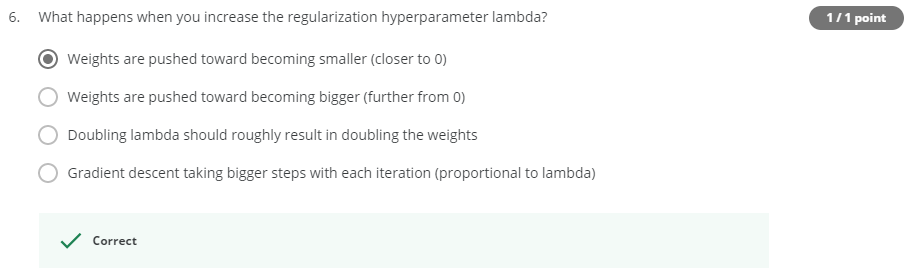 6. What happens when you increase the regularization hyperparameter lambda?
1 / 1 point
Weights are pushed toward becoming smaller (closer to 0)
Weights are pushed toward becoming bigger (further from 0)
Doubling lambda should roughly result in doubling the weights
Gradient descent taking bigger steps with each iteration (proportional to lambda)
Correct